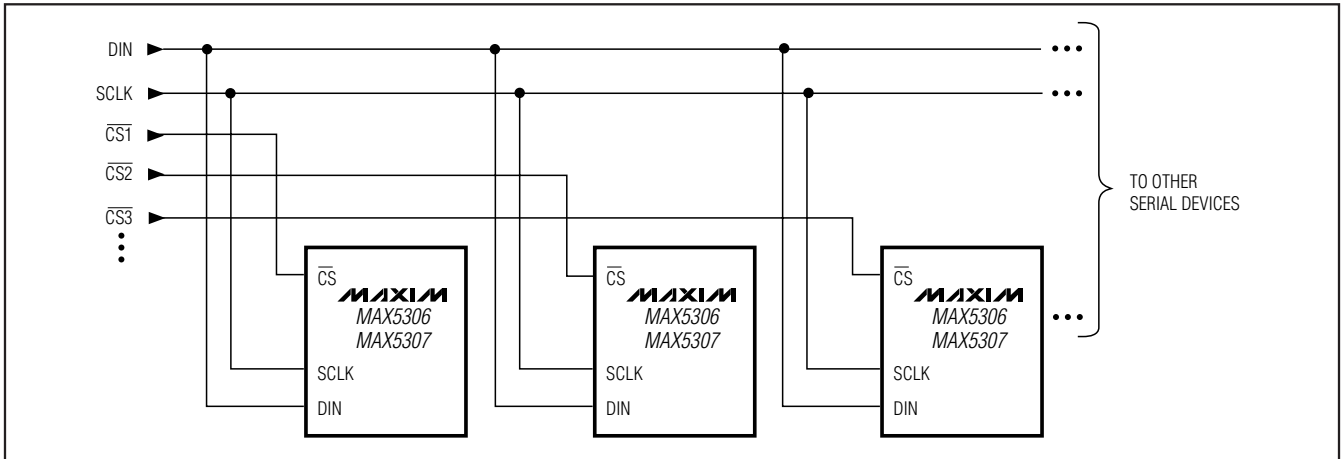 DIN
SCLK
CS1
CS2
CS3
TO OTHER
SERIAL DEVICES
CS
MAXIM
MAX5306
MAX5307
SCLK
DIN
CS
MAXIM
MAX5306
MAX5307
SCLK
DIN
CS
MAXIM
MAX5306
MAX5307
SCLK
DIN